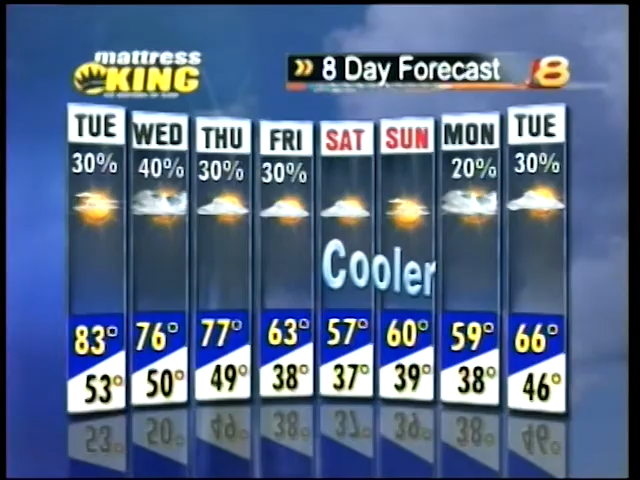 mattress
KING
8 Day Forecast
8
TUE WED THU FRI SAT SUN MON TUE
30% 40% 30% 30% 20% 30%
Cooler
83° 76° 77° 63° 57° 60° 59° 66°
53° 50° 49° 38° 37° 39° 38° 46°